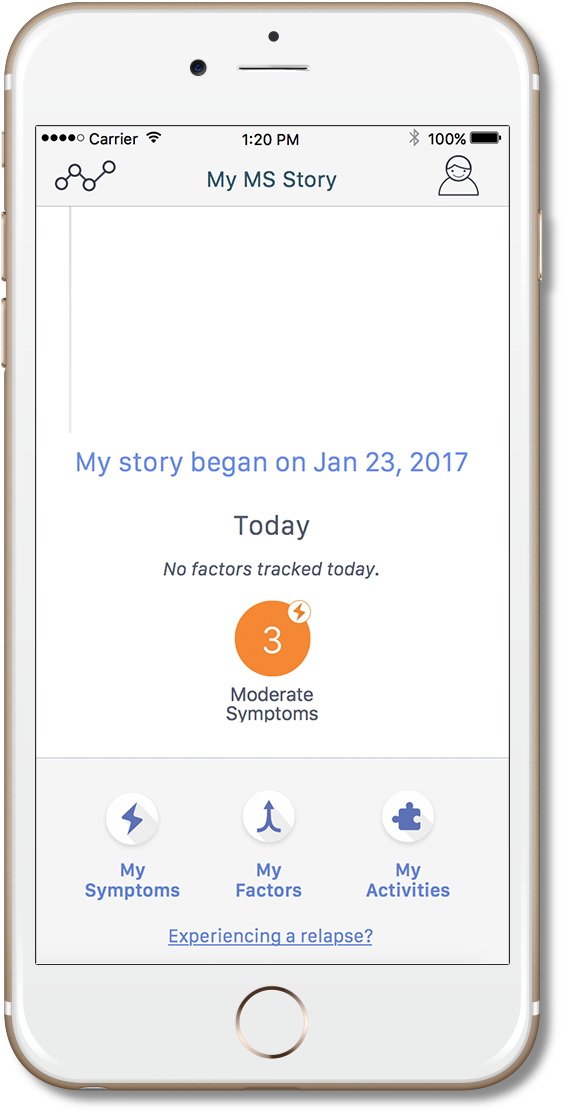 Carrier 1:20 PM 100%
My MS Story
My story began on Jan 23, 2017
Today
No factors tracked today.
3
Moderate
Symptoms
My
Symptoms
My
Factors
My
Activities
Experiencing a relapse?